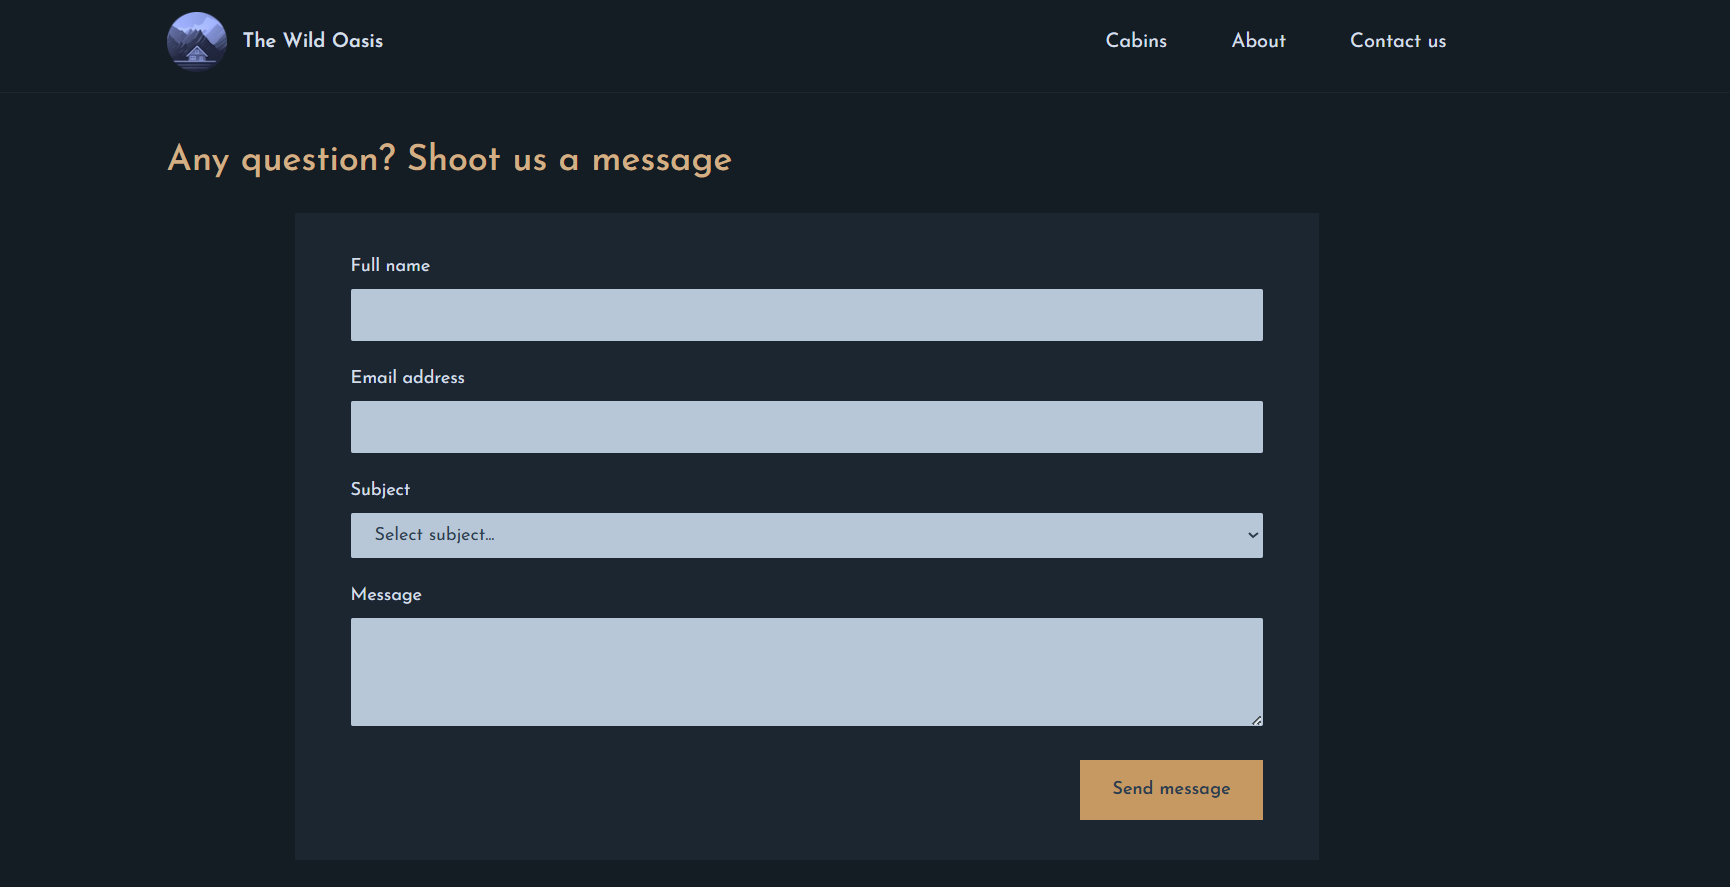 The Wild Oasis
Cabins
About
Contact us
Any question? Shoot us a message
Full name
Email address
Subject
Select subject...
Message
Send message